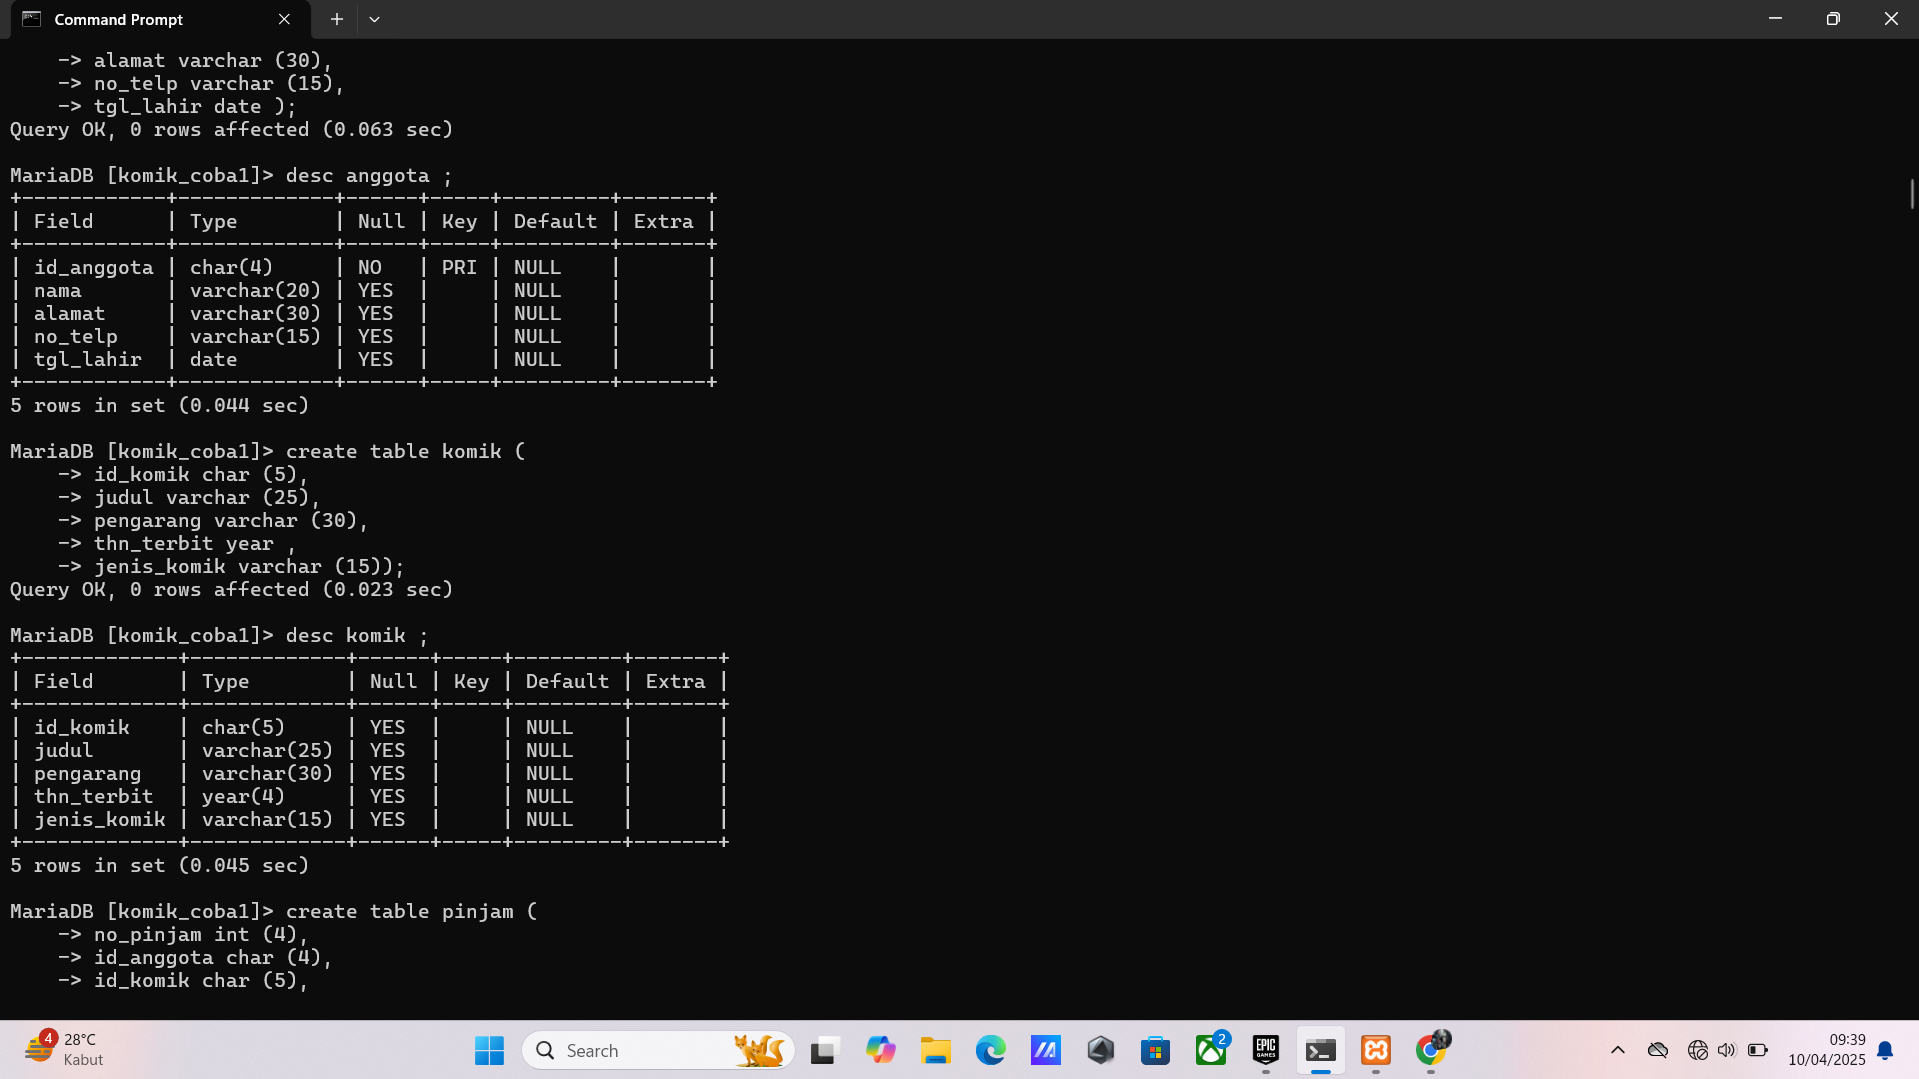 Command Prompt
-> alamat varchar (30),
-> no_telp varchar (15),
-> tgl_lahir date );
Query OK, 0 rows affected (0.063 sec)
MariaDB [komik_coba1]> desc anggota ;
+------------+-------------+------+-----+---------+-------+
| Field      | Type        | Null | Key | Default | Extra |
+------------+-------------+------+-----+---------+-------+
| id_anggota | char(4)     | NO   | PRI | NULL    |       |
| nama       | varchar(20) | YES  |     | NULL    |       |
| alamat     | varchar(30) | YES  |     | NULL    |       |
| no_telp    | varchar(15) | YES  |     | NULL    |       |
| tgl_lahir  | date        | YES  |     | NULL    |       |
+------------+-------------+------+-----+---------+-------+
5 rows in set (0.044 sec)
MariaDB [komik_coba1]> create table komik (
-> id_komik char (5),
-> judul varchar (25),
-> pengarang varchar (30),
-> thn_terbit year ,
-> jenis_komik varchar (15));
Query OK, 0 rows affected (0.023 sec)
MariaDB [komik_coba1]> desc komik ;
+-------------+-------------+------+-----+---------+-------+
| Field       | Type        | Null | Key | Default | Extra |
+-------------+-------------+------+-----+---------+-------+
| id_komik    | char(5)     | YES  |     | NULL    |       |
| judul       | varchar(25) | YES  |     | NULL    |       |
| pengarang   | varchar(30) | YES  |     | NULL    |       |
| thn_terbit  | year(4)     | YES  |     | NULL    |       |
| jenis_komik | varchar(15) | YES  |     | NULL    |       |
+-------------+-------------+------+-----+---------+-------+
5 rows in set (0.045 sec)
MariaDB [komik_coba1]> create table pinjam (
-> no_pinjam int (4),
-> id_anggota char (4),
-> id_komik char (5),
4
28°C
Kabut
Search
2
EPIC
GAMES
09:39
10/04/2025